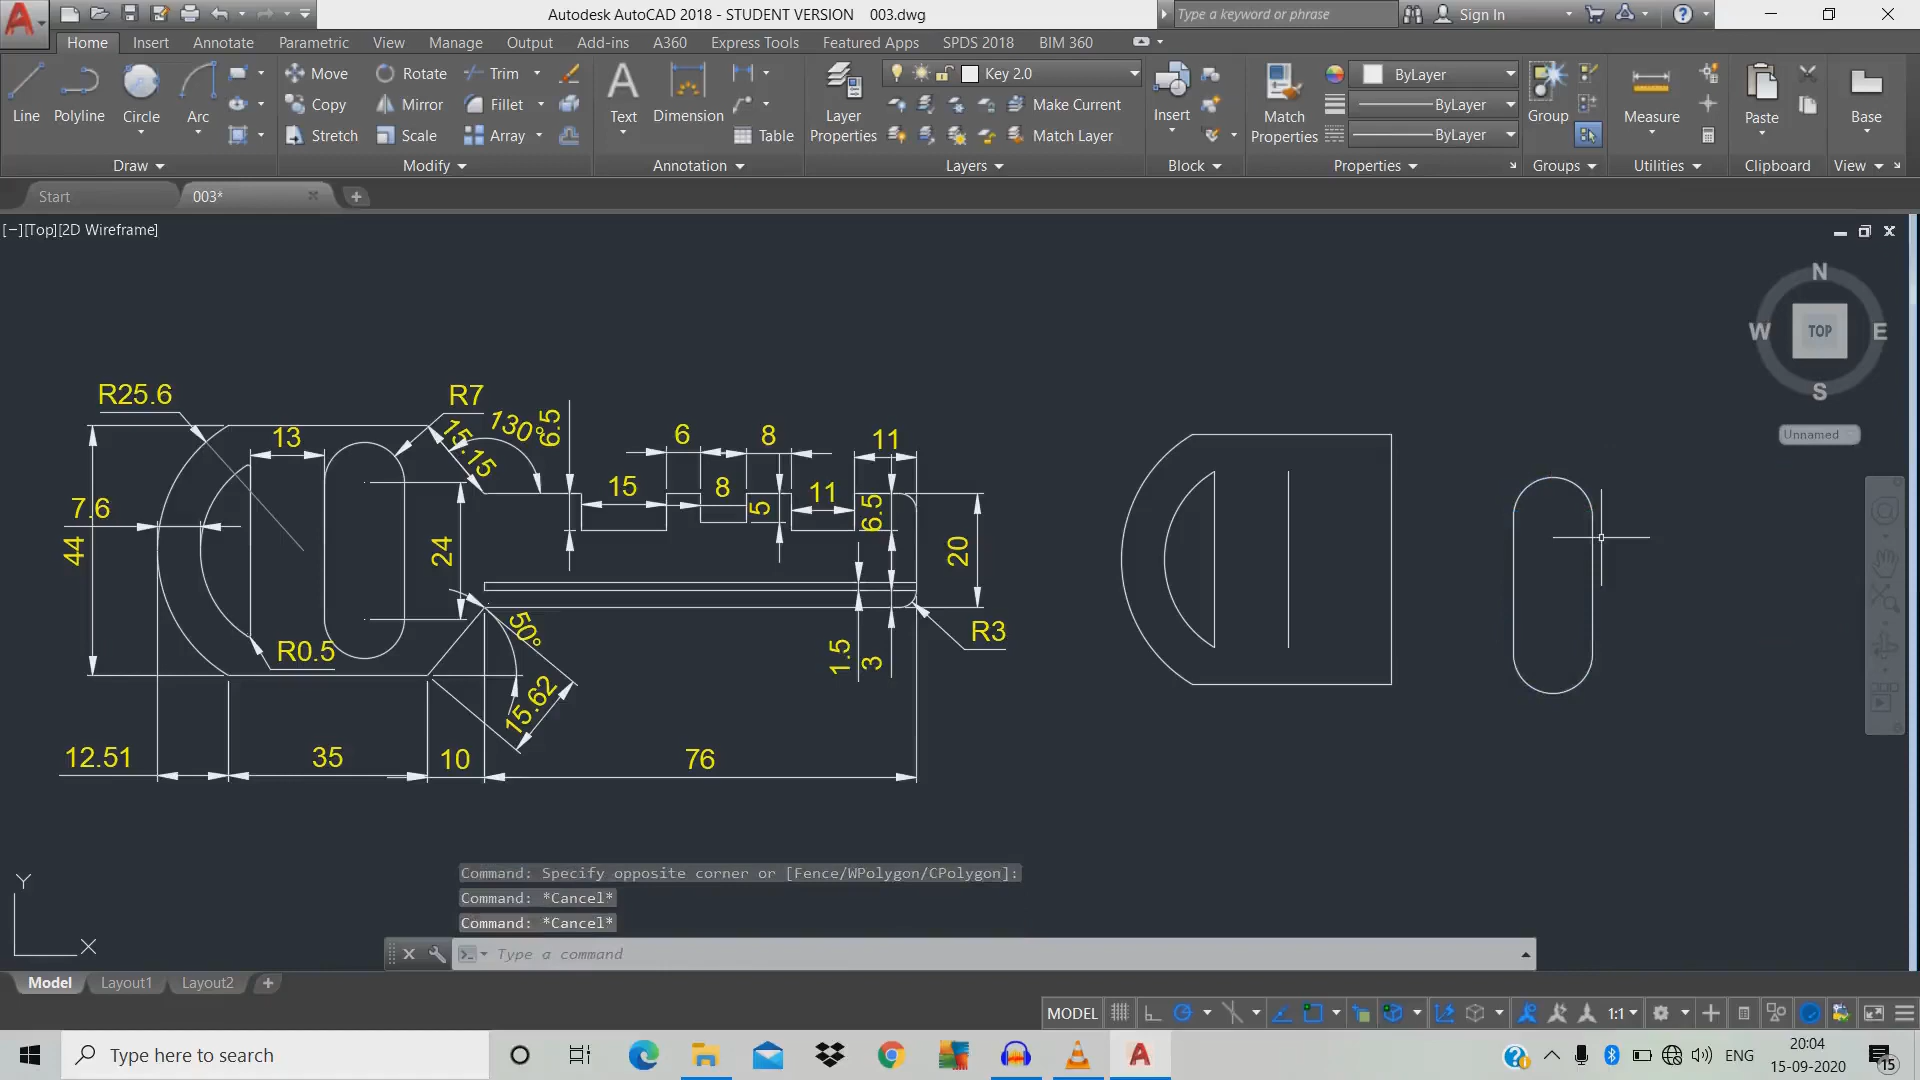 Autodesk AutoCAD 2018 - STUDENT VERSION 003.dwg
Type a keyword or phrase
Sign In
Home Insert Annotate Parametric View Manage Output Add-ins A360 Express Tools Featured Apps SPDS 2018 BIM 360
Line Polyline Circle Arc
Move Rotate Trim
Copy Mirror Fillet
Stretch Scale Array
Text Dimension Table
Layer Properties
Key 2.0
Make Current
Match Layer
Insert
Match Properties
ByLayer
ByLayer
ByLayer
Group
Measure
Paste
Base
Draw Modify Annotation Layers Block Properties Groups Utilities Clipboard View
Start 003*
[−][Top][2D Wireframe]
N
W TOP E
S
Unnamed
R25.6
R7
13
15.15
130°
6.5
6
8
11
15
8
5
11
6.5
7.6
44
24
20
R0.5
50°
15.62
1.5
3
R3
12.51
35
10
76
Y
X
Command: Specify opposite corner or [Fence/WPolygon/CPolygon]:
Command: *Cancel*
Command: *Cancel*
Type a command
Model Layout1 Layout2
MODEL
1:1
Type here to search
ENG
20:04
15-09-2020
15